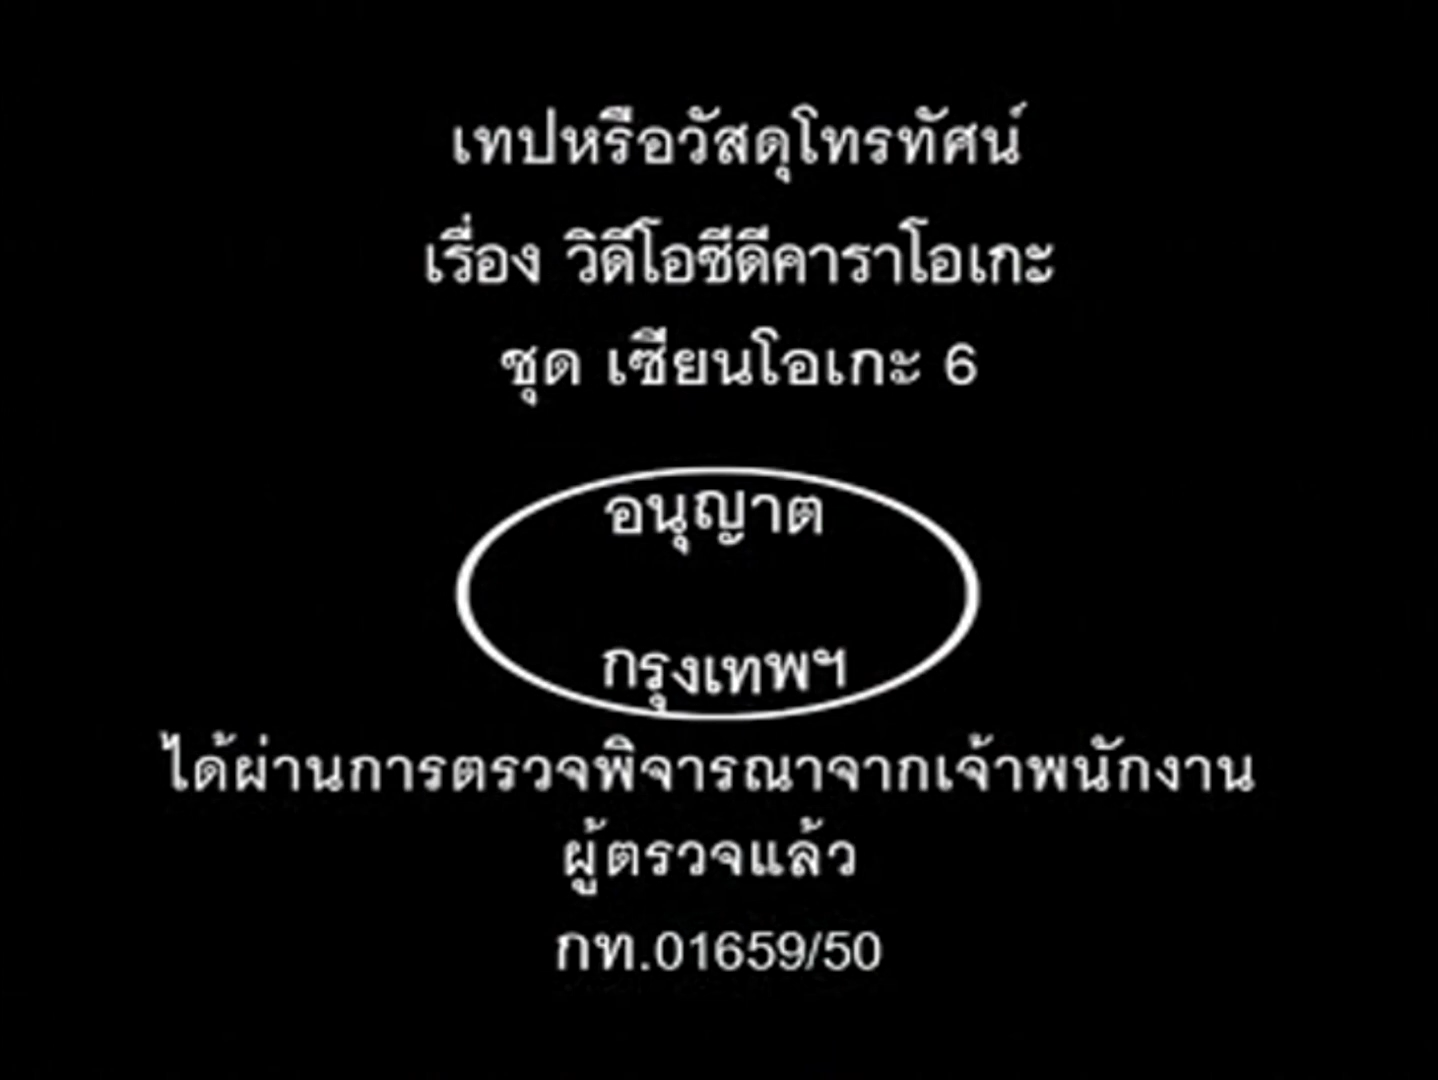 เทปหรือวัสดุโทรทัศน์
เรื่อง วิดีโอซีดีคาราโอเกะ
ชุด เซียนโอเกะ 6
อนุญาต
กรุงเทพฯ
ได้ผ่านการตรวจพิจารณาจากเจ้าพนักงาน
ผู้ตรวจแล้ว
กท.01659/50